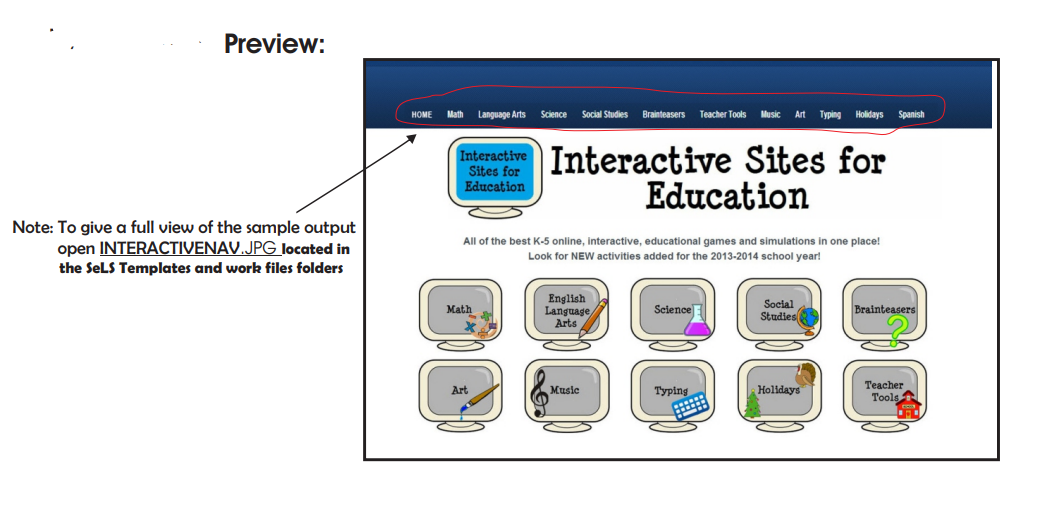 Preview:
HOME Math Language Arts Science Social Studies Brainteasers Teacher Tools Music Art Typing Holidays Spanish
Interactive
Sites for
Education
Interactive Sites for
Education
Note: To give a full view of the sample output
open INTERACTIVENAV.JPG located in
the SeLS Templates and work files folders
All of the best K-5 online, interactive, educational games and simulations in one place!
Look for NEW activities added for the 2013-2014 school year!
Math
English
Language
Arts
Science
Social
Studies
Brainteasers
Art
Music
Typing
Holidays
Teacher
Tools